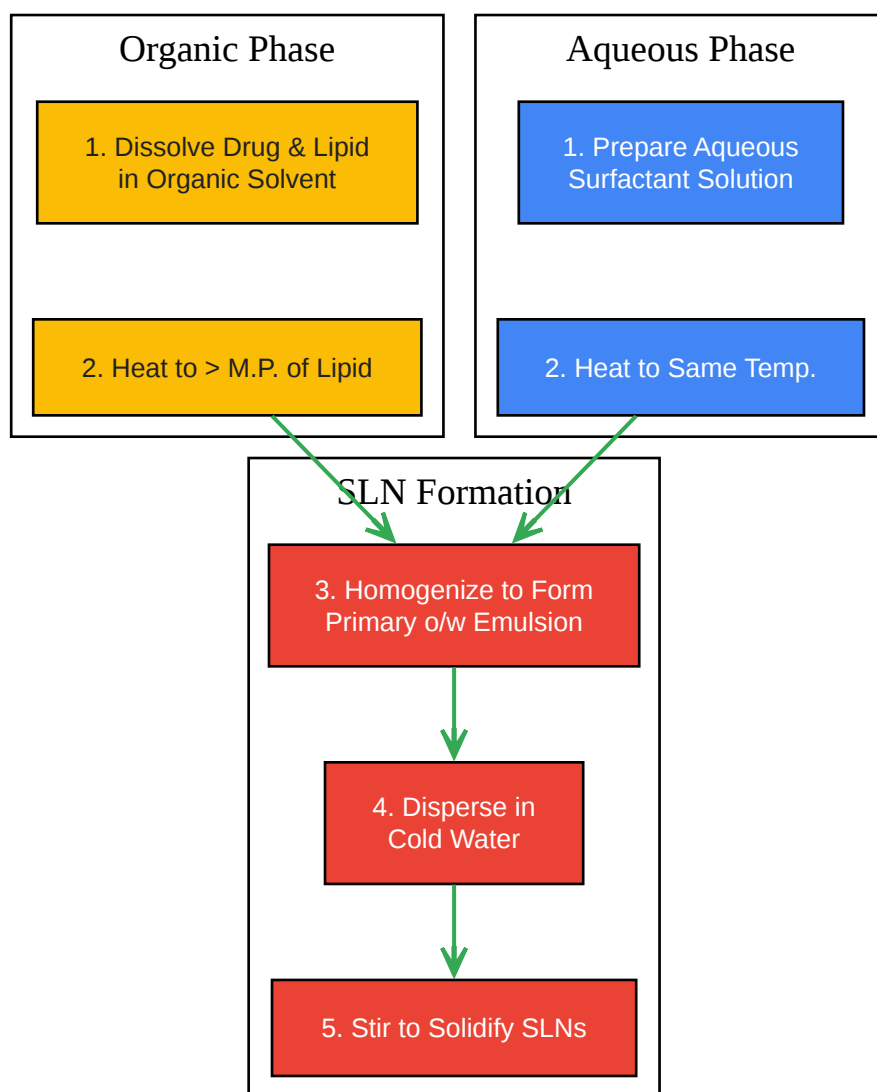 Organic Phase
1. Dissolve Drug & Lipid
in Organic Solvent
2. Heat to > M.P. of Lipid
Aqueous Phase
1. Prepare Aqueous
Surfactant Solution
2. Heat to Same Temp.
SLN Formation
3. Homogenize to Form
Primary o/w Emulsion
4. Disperse in
Cold Water
5. Stir to Solidify SLNs